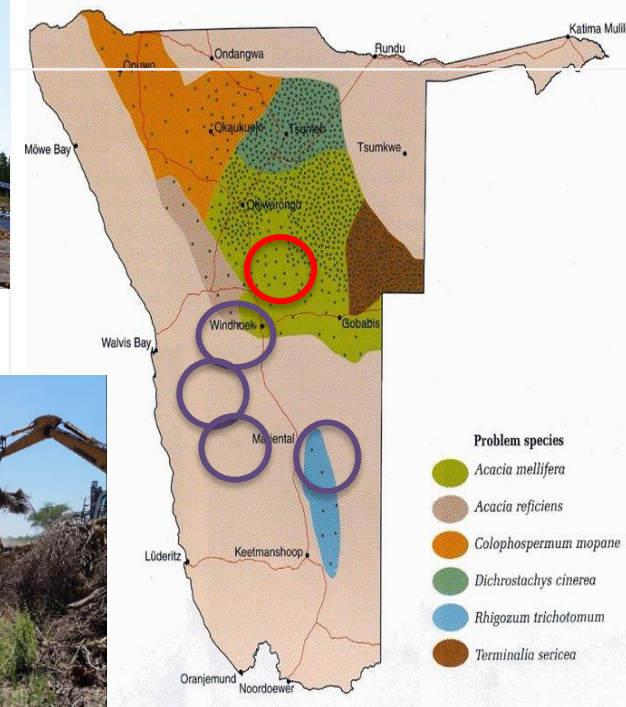 Katima Mulil
Rundu
Ondangwa
Opuwo
Okaukuejo
Tsumeb
Tsumkwe
Möwe Bay
Otjiwarongo
Windhoek
Gobabis
Walvis Bay
Mariental
Problem species
Acacia mellifera
Acacia reficiens
Colophospermum mopane
Dichrostachys cinerea
Rhigozum trichotomum
Terminalia sericea
Keetmanshoop
Lüderitz
Oranjemund
Noordoewer